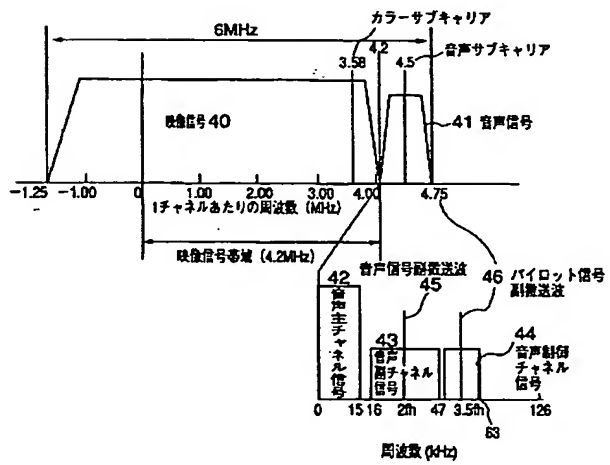 カラーサブキャリア
6MHz
4.2
3.58
4.5
音声サブキャリア
映像信号40
41 音声信号
-1.25 -1.00 0 1.00 2.00 3.00 4.00 4.75
1チャネルあたりの周波数 (MHz)
映像信号帯域 (4.2MHz)
音声信号副搬送波
45
46 パイロット信号
副搬送波
42
音声主チャネル信号
43
音声副チャネル信号
44
音声制御
チャネル
信号
0 15 16 2fh 47 3.5fh 126
63
周波数 (kHz)